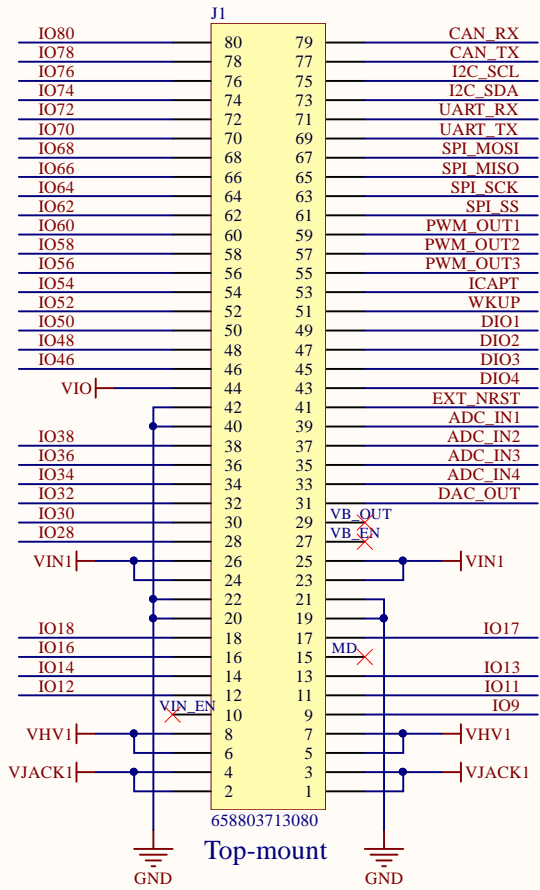 J1
IO80 80 79 CAN_RX
IO78 78 77 CAN_TX
IO76 76 75 I2C_SCL
IO74 74 73 I2C_SDA
IO72 72 71 UART_RX
IO70 70 69 UART_TX
IO68 68 67 SPI_MOSI
IO66 66 65 SPI_MISO
IO64 64 63 SPI_SCK
IO62 62 61 SPI_SS
IO60 60 59 PWM_OUT1
IO58 58 57 PWM_OUT2
IO56 56 55 PWM_OUT3
IO54 54 53 ICAPT
IO52 52 51 WKUP
IO50 50 49 DIO1
IO48 48 47 DIO2
IO46 46 45 DIO3
VIO 44 43 DIO4
42 41 EXT_NRST
40 39 ADC_IN1
IO38 38 37 ADC_IN2
IO36 36 35 ADC_IN3
IO34 34 33 ADC_IN4
IO32 32 31 DAC_OUT
IO30 30 29 VB_OUT
IO28 28 27 VB_EN
VIN1 26 25 VIN1
24 23
22 21
20 19
IO18 18 17 IO17
IO16 16 15 MD
IO14 14 13 IO13
IO12 12 11 IO11
VIN_EN 10 9 IO9
VHV1 8 7 VHV1
6 5
VJACK1 4 3 VJACK1
2 1
658803713080
Top-mount
GND GND